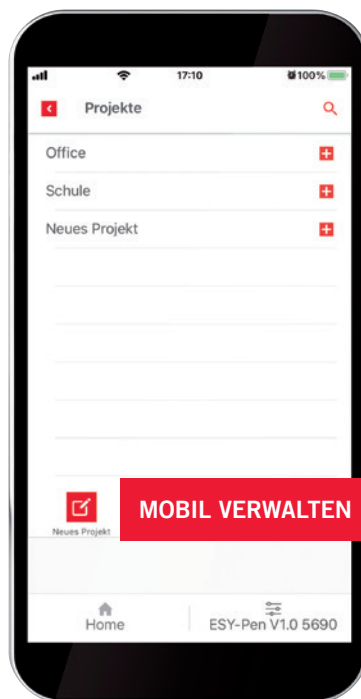 17:10
100%
Projekte
Office
Schule
Neues Projekt
Neues Projekt
MOBIL VERWALTEN
Home
ESY-Pen V1.0 5690